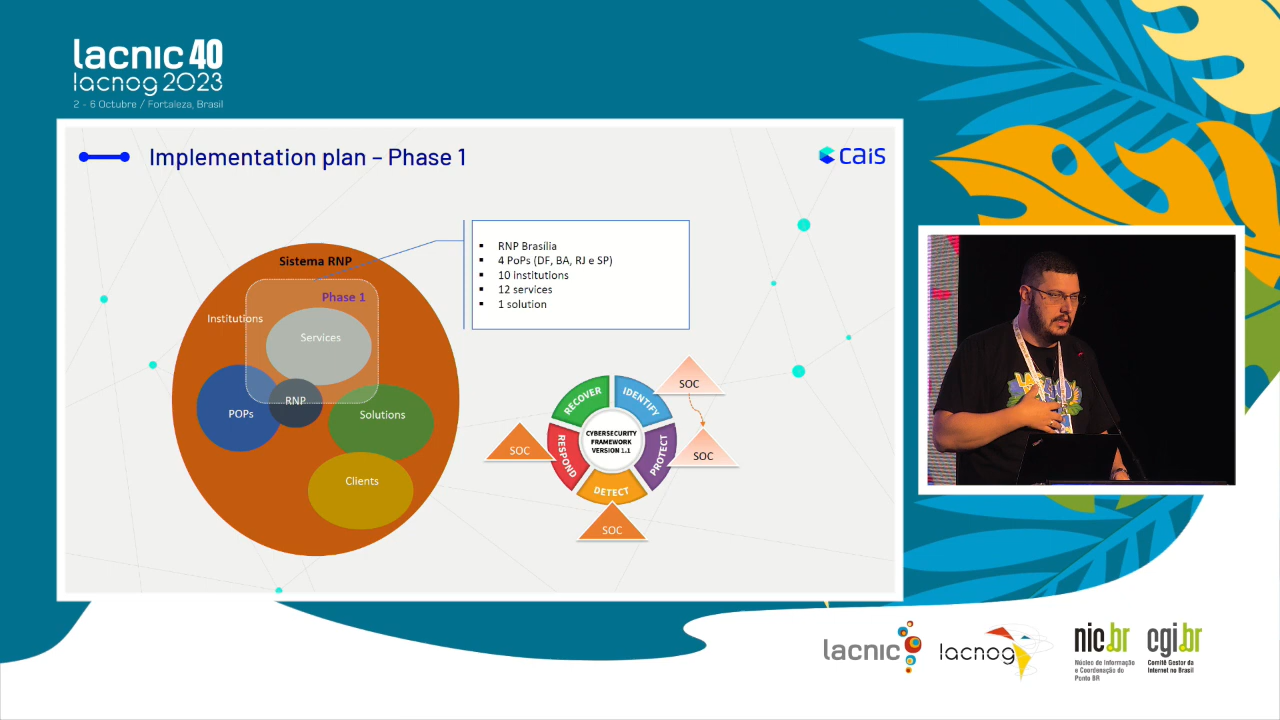 lacnic 40
lacnog 2023
2 - 6 Octubre / Fortaleza, Brasil
Implementation plan – Phase 1
cais
Sistema RNP
Phase 1
Institutions
Services
POPs
RNP
Solutions
Clients
RNP Brasília
4 PoPs (DF, BA, RJ e SP)
10 institutions
12 services
1 solution
RECOVER
IDENTIFY
PROTECT
DETECT
RESPOND
CYBERSECURITY
FRAMEWORK
VERSION 1.1
SOC
SOC
SOC
SOC
lacnic
lacnog
nic.br
Núcleo de Informação
e Coordenação do
Ponto BR
cgi.br
Comitê Gestor da
Internet no Brasil